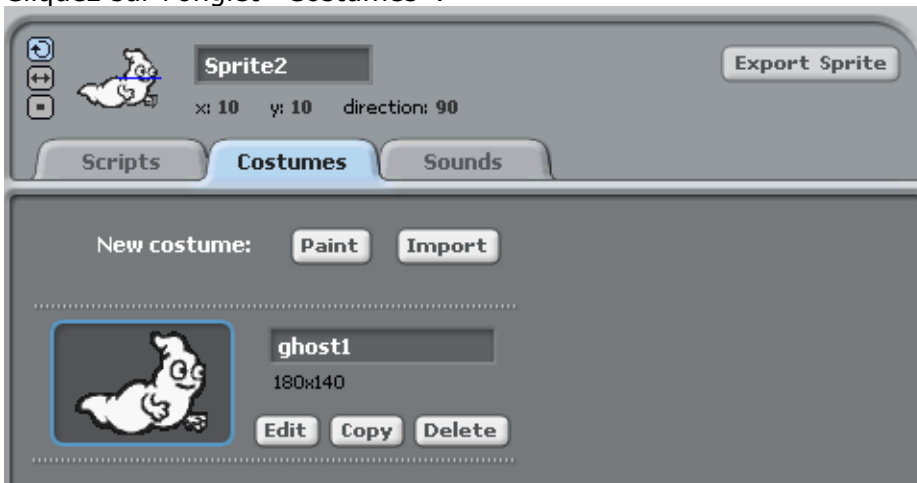 Sprite2
Export Sprite
x: 10 y: 10 direction: 90
Scripts Costumes Sounds
New costume: Paint Import
ghost1
180x140
Edit Copy Delete